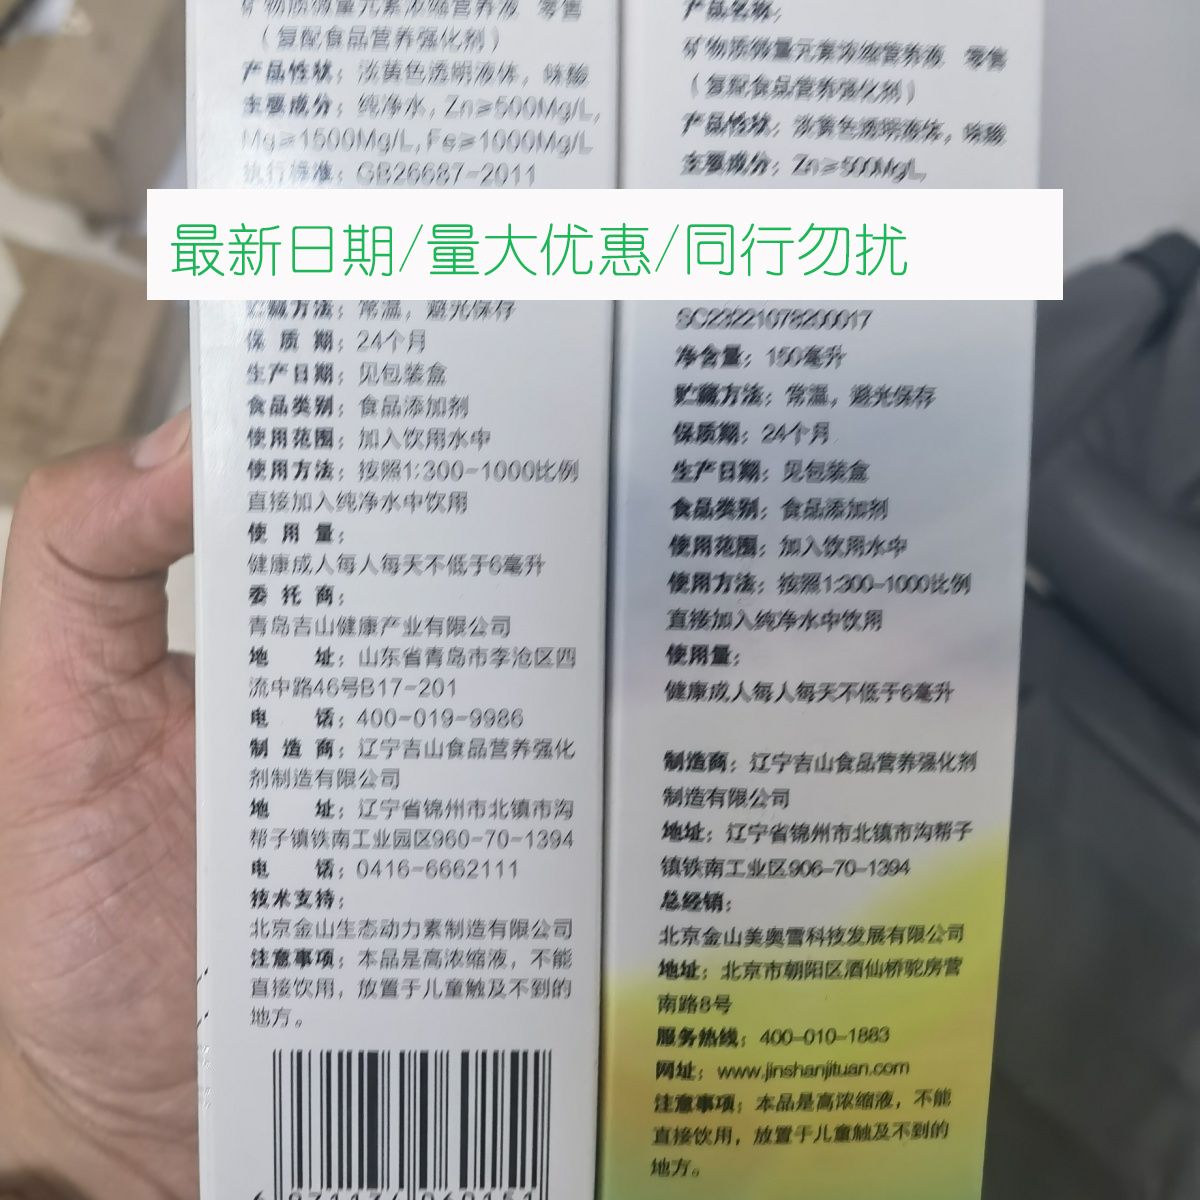 矿物质微量元素浓缩营养液 零售
（复配食品营养强化剂）
产品性状：淡黄色透明液体，味酸
主要成分：纯净水，Zn≥500Mg/L,
Mg≥1500Mg/L,Fe≥1000Mg/L
执行标准：GB26687-2011
贮藏方法：常温，避光保存
保 质 期：24个月
生产日期：见包装盒
食品类别：食品添加剂
使用范围：加入饮用水中
使用方法：按照1:300-1000比例
直接加入纯净水中饮用
使 用 量：
健康成人每人每天不低于6毫升
委 托 商：
青岛吉山健康产业有限公司
地 址：山东省青岛市李沧区四
流中路46号B17-201
电 话：400-019-9986
制 造 商：辽宁吉山食品营养强化
剂制造有限公司
地 址：辽宁省锦州市北镇市沟
帮子镇铁南工业园区960-70-1394
电 话：0416-6662111
技术支持：
北京金山生态动力素制造有限公司
注意事项：本品是高浓缩液，不能
直接饮用，放置于儿童触及不到的
地方。
产品名称：
矿物质微量元素浓缩营养液 零售
（复配食品营养强化剂）
产品性状：淡黄色透明液体，味酸
主要成分：Zn≥500Mg/L,
最新日期/量大优惠/同行勿扰
SC23221078200017
净含量：150毫升
贮藏方法：常温，避光保存
保质期：24个月
生产日期：见包装盒
食品类别：食品添加剂
使用范围：加入饮用水中
使用方法：按照1:300-1000比例
直接加入纯净水中饮用
使用量：
健康成人每人每天不低于6毫升
制造商：辽宁吉山食品营养强化剂
制造有限公司
地址：辽宁省锦州市北镇市沟帮子
镇铁南工业区906-70-1394
总经销：
北京金山美奥雪科技发展有限公司
地址：北京市朝阳区酒仙桥驼房营
南路8号
服务热线：400-010-1883
网址：www.jinshanjituan.com
注意事项：本品是高浓缩液，不能
直接饮用，放置于儿童触及不到的
地方。